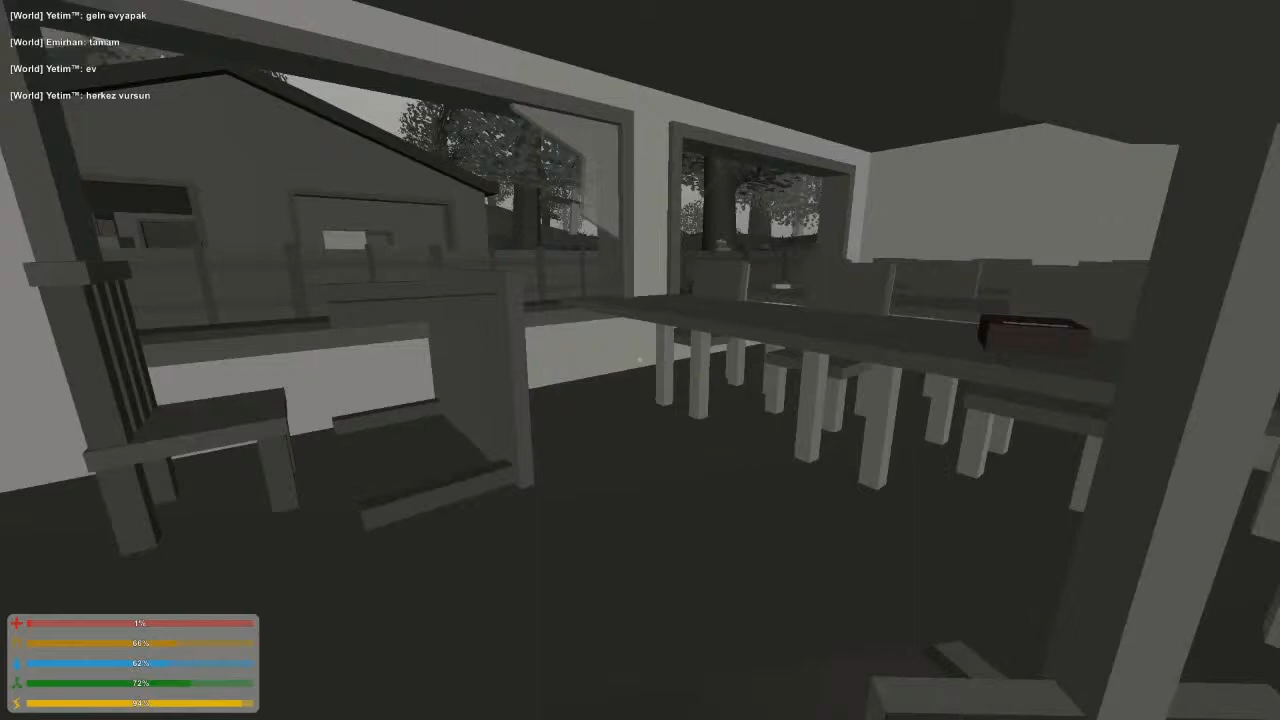 [World] Yetim™: geln evyapak
[World] Emirhan: tamam
[World] Yetim™: ev
[World] Yetim™: herkez vursun
1%
66%
62%
72%
94%